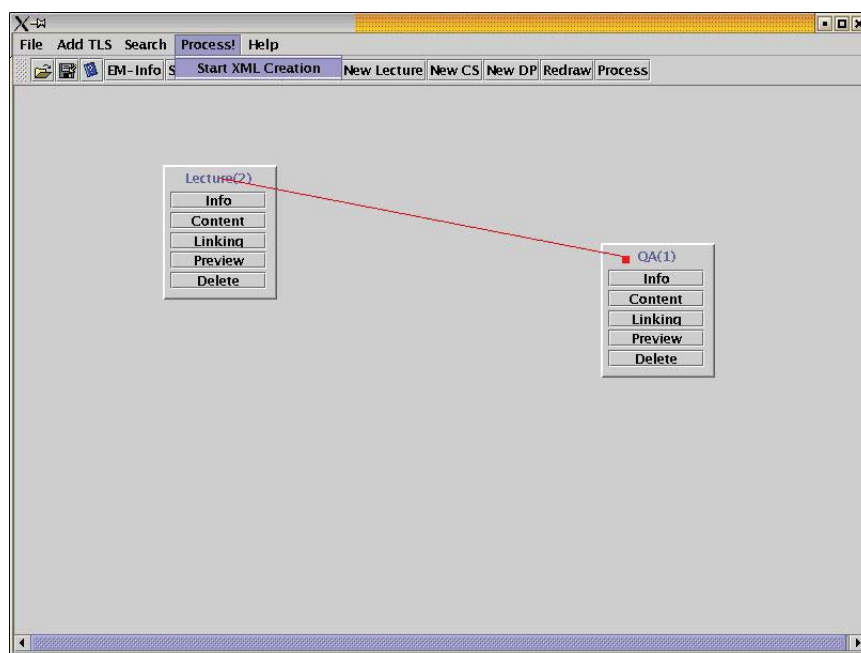 File Add TLS Search Process! Help
EM-Info S Start XML Creation New Lecture New CS New DP Redraw Process
Lecture(2)
Info
Content
Linking
Preview
Delete
QA(1)
Info
Content
Linking
Preview
Delete